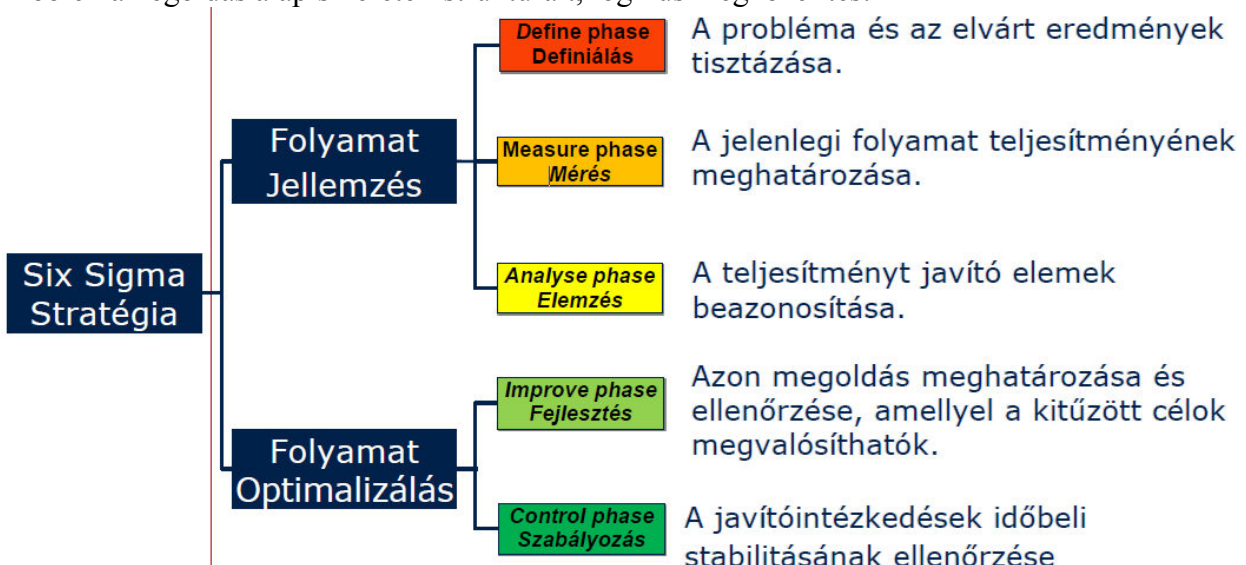 Six Sigma
Stratégia
Folyamat
Jellemzés
Define phase
Definiálás
A probléma és az elvárt eredmények
tisztázása.
Measure phase
Mérés
A jelenlegi folyamat teljesítményének
meghatározása.
Analyse phase
Elemzés
A teljesítményt javító elemek
beazonosítása.
Folyamat
Optimalizálás
Improve phase
Fejlesztés
Azon megoldás meghatározása és
ellenőrzése, amellyel a kitűzött célok
megvalósíthatók.
Control phase
Szabályozás
A javítóintézkedések időbeli
stabilitásának ellenőrzése